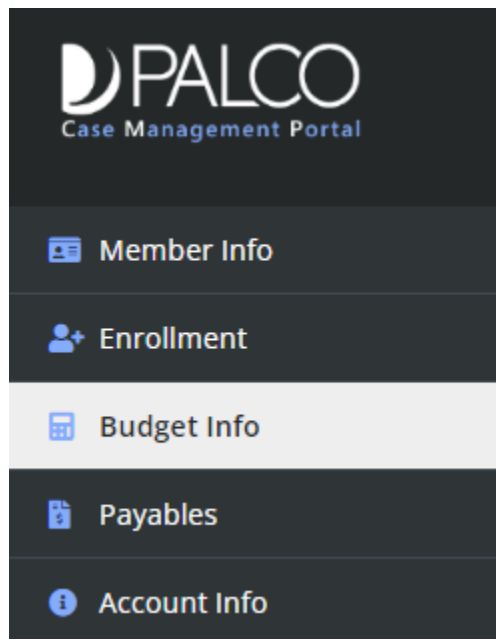 PALCO
Case Management Portal
Member Info
Enrollment
Budget Info
Payables
Account Info